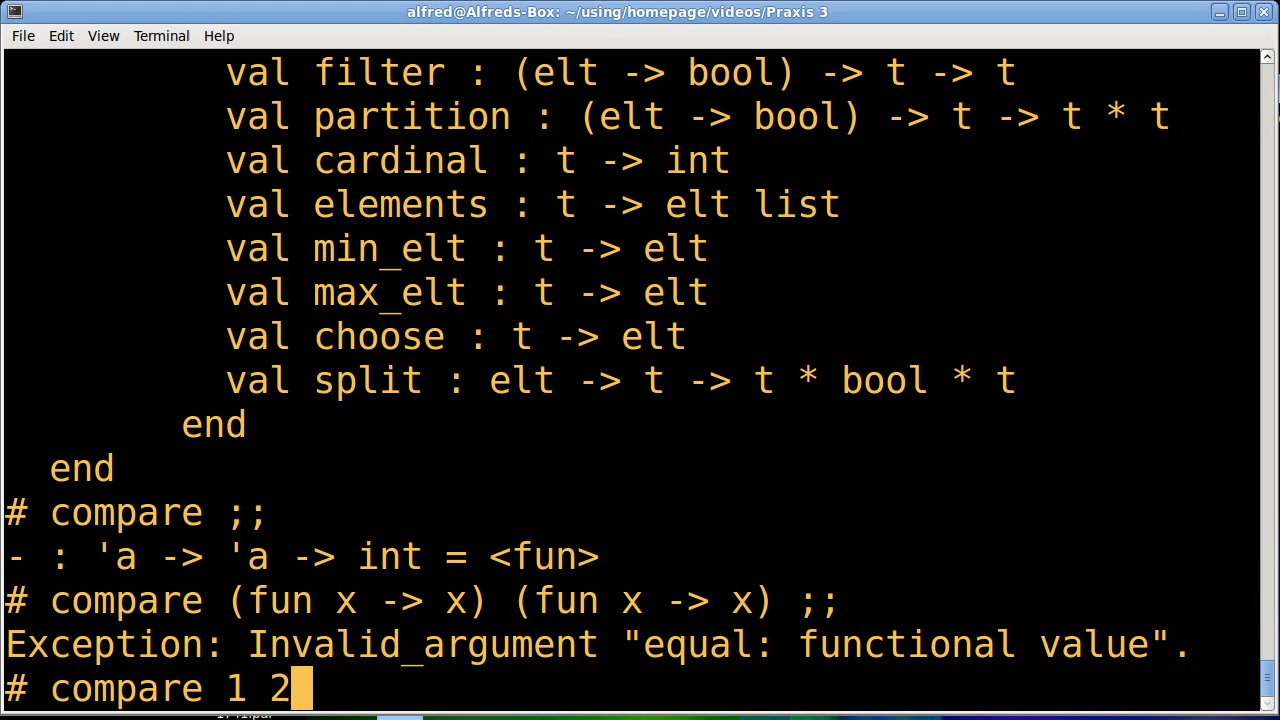 alfred@Alfreds-Box: ~/using/homepage/videos/Praxis 3
File Edit View Terminal Help
val filter : (elt -> bool) -> t -> t
val partition : (elt -> bool) -> t -> t * t
val cardinal : t -> int
val elements : t -> elt list
val min_elt : t -> elt
val max_elt : t -> elt
val choose : t -> elt
val split : elt -> t -> t * bool * t
end
end
# compare ;;
- : 'a -> 'a -> int = <fun>
# compare (fun x -> x) (fun x -> x) ;;
Exception: Invalid_argument "equal: functional value".
# compare 1 2